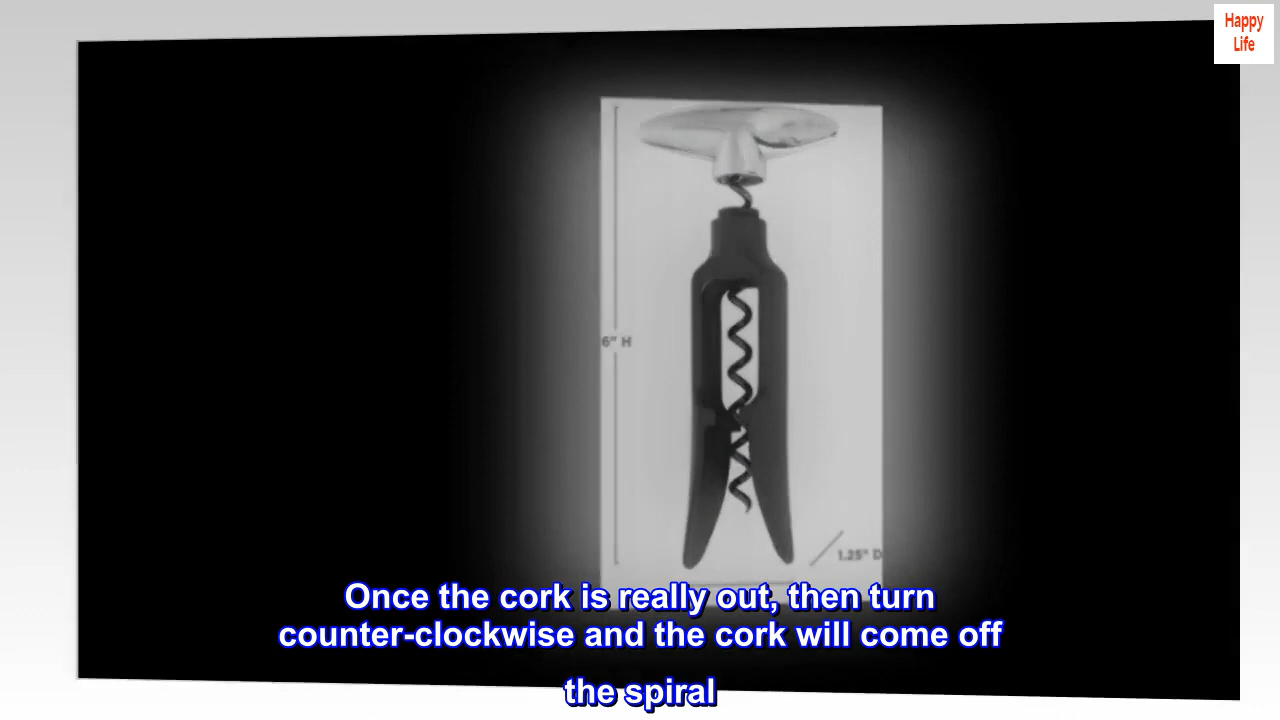 Happy
Life
6" H
1.25" D
Once the cork is really out, then turn
counter-clockwise and the cork will come off
the spiral